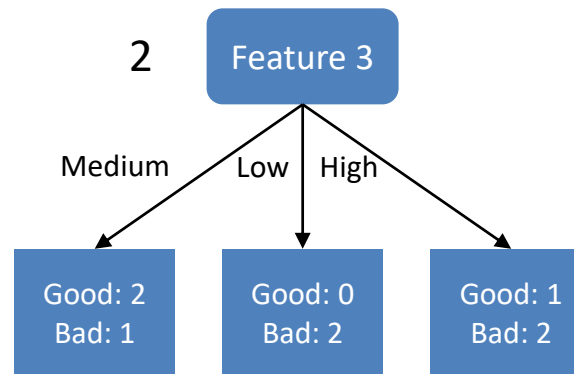 2
Feature 3
Medium
Low
High
Good: 2
Bad: 1
Good: 0
Bad: 2
Good: 1
Bad: 2